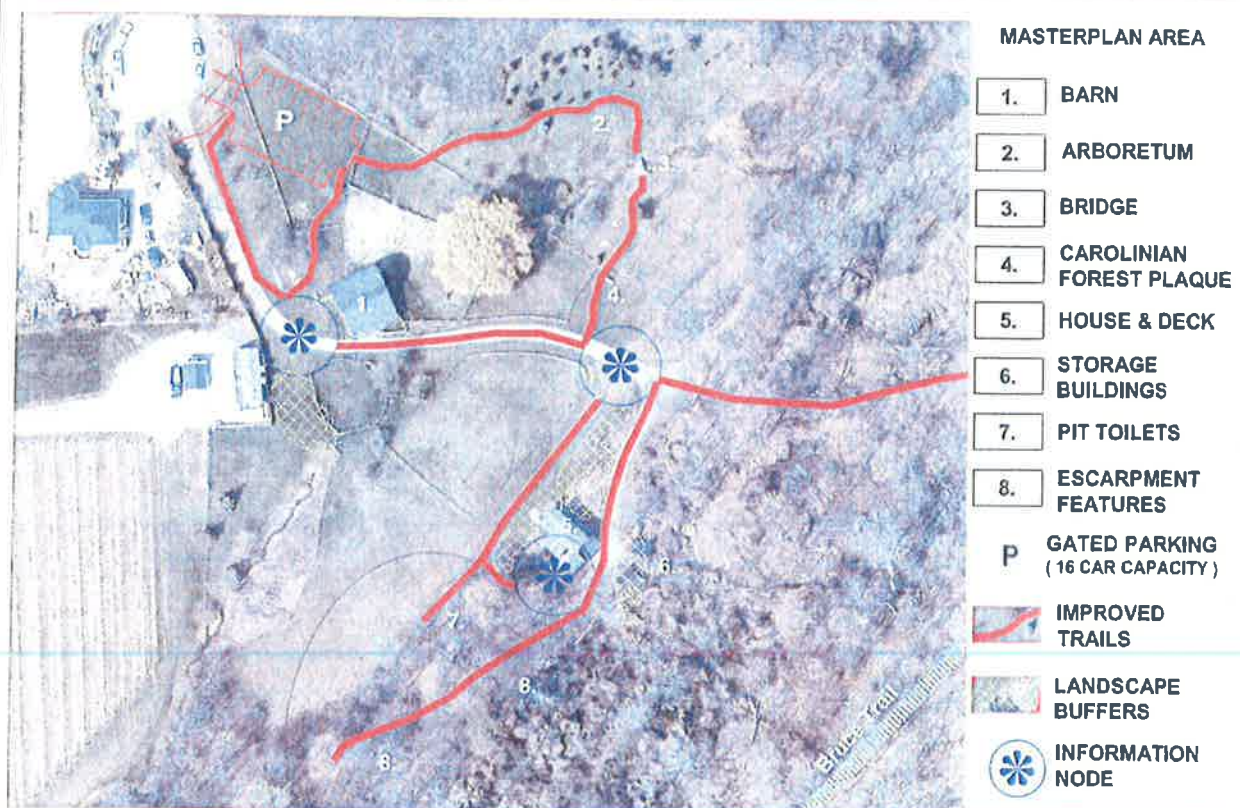 MASTERPLAN AREA
1. BARN
2. ARBORETUM
3. BRIDGE
4. CAROLINIAN
FOREST PLAQUE
5. HOUSE & DECK
6. STORAGE
BUILDINGS
7. PIT TOILETS
8. ESCARPMENT
FEATURES
P GATED PARKING
( 16 CAR CAPACITY )
IMPROVED
TRAILS
LANDSCAPE
BUFFERS
INFORMATION
NODE
P
2.
1
4
6
7
8.
8.
Bruce Trail